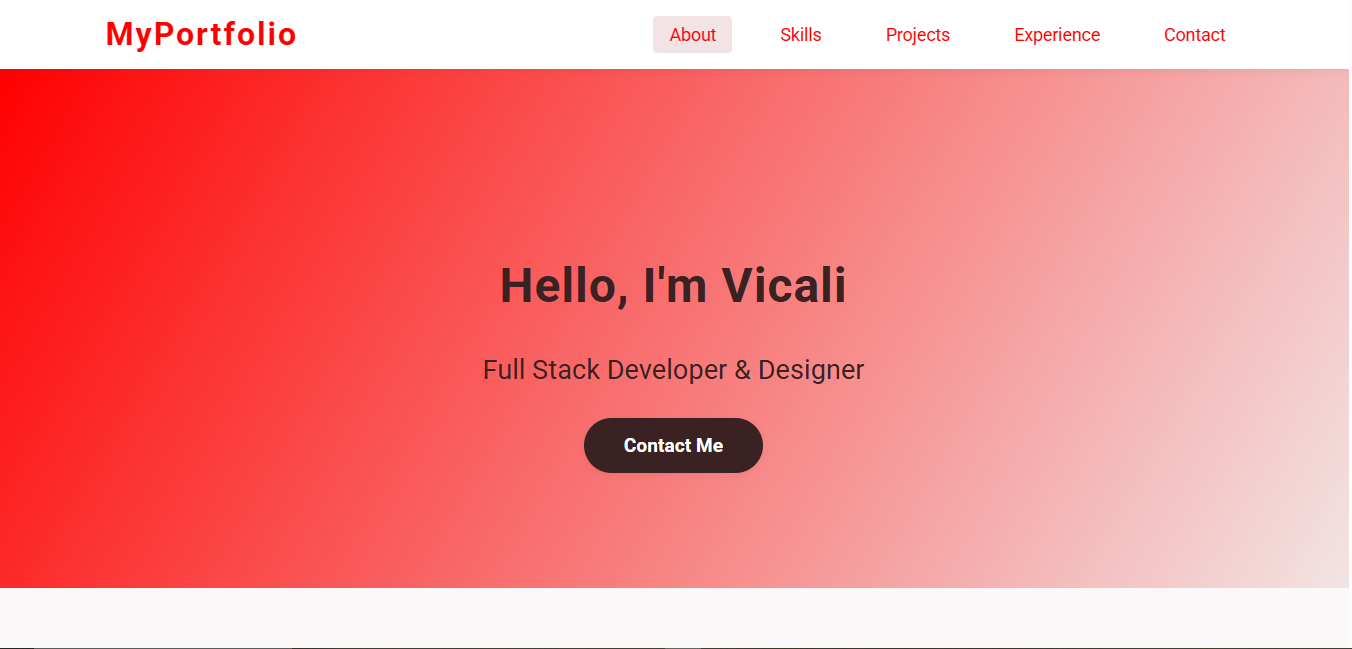 MyPortfolio
About
Skills
Projects
Experience
Contact
Hello, I'm Vicali
Full Stack Developer & Designer
Contact Me